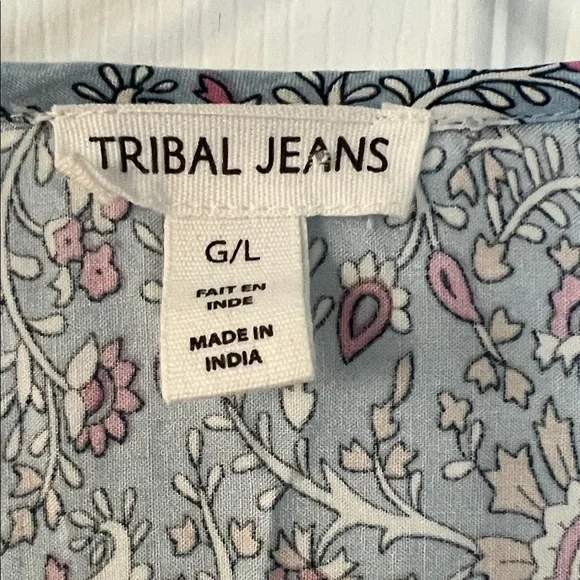 TRIBAL JEANS
G/L
FAIT EN
INDE
MADE IN
INDIA